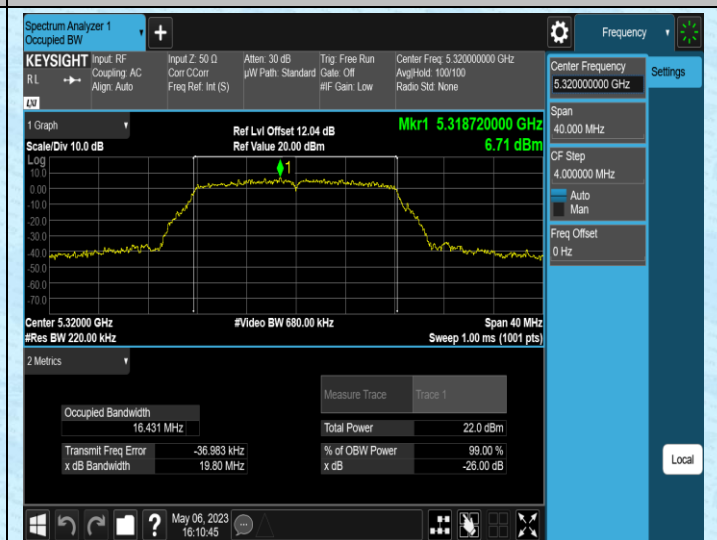 Spectrum Analyzer 1
Occupied BW
+
Frequency
KEYSIGHT
RL
LXI
Input: RF
Coupling: AC
Align: Auto
Input Z: 50 Ω
Corr CCorr
Freq Ref: Int (S)
Atten: 30 dB
µW Path: Standard
Trig: Free Run
Gate: Off
#IF Gain: Low
Center Freq: 5.320000000 GHz
Avg|Hold: 100/100
Radio Std: None
Center Frequency
5.320000000 GHz
Settings
Span
40.000 MHz
CF Step
4.000000 MHz
Auto
Man
Freq Offset
0 Hz
1 Graph
Scale/Div 10.0 dB
Ref Lvl Offset 12.04 dB
Ref Value 20.00 dBm
Mkr1 5.318720000 GHz
6.71 dBm
Log
10.0
0.00
-10.0
-20.0
-30.0
-40.0
-50.0
-60.0
-70.0
1
Center 5.32000 GHz
#Res BW 220.00 kHz
#Video BW 680.00 kHz
Span 40 MHz
Sweep 1.00 ms (1001 pts)
2 Metrics
Measure Trace Trace 1
Occupied Bandwidth
16.431 MHz
Total Power 22.0 dBm
Transmit Freq Error -36.983 kHz
% of OBW Power 99.00 %
x dB Bandwidth 19.80 MHz
x dB -26.00 dB
Local
?
May 06, 2023
16:10:45